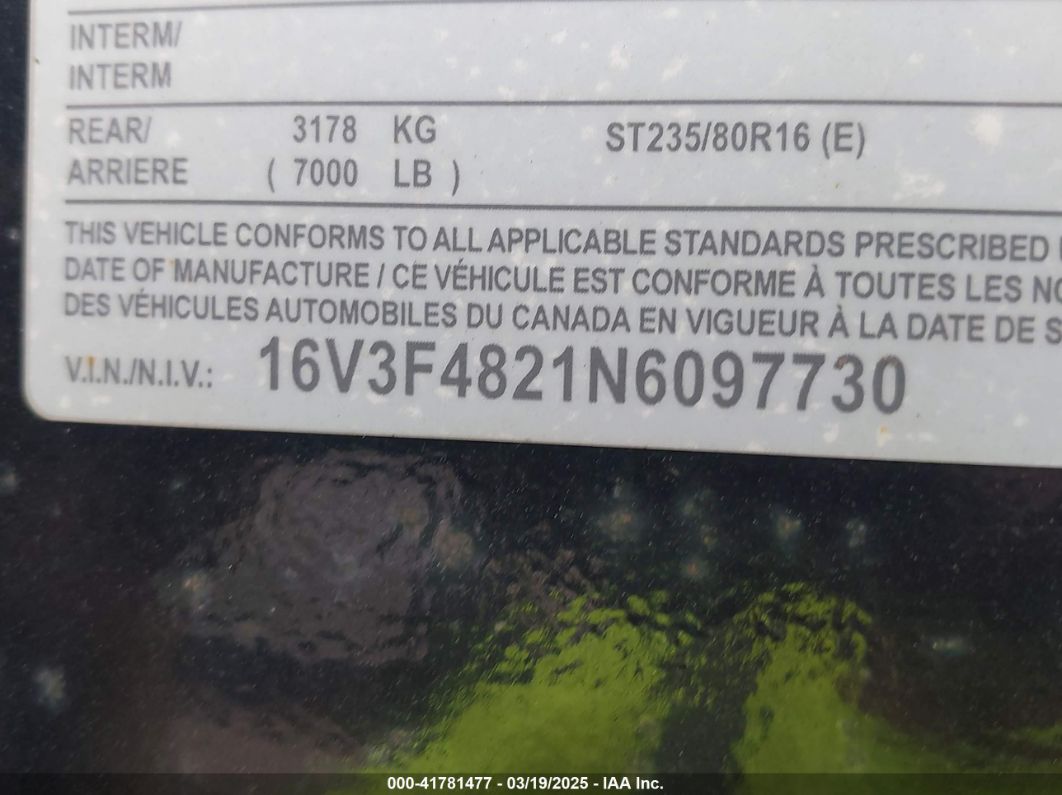 INTERM/
INTERM
REAR/ 3178 KG ST235/80R16 (E)
ARRIERE ( 7000 LB )
THIS VEHICLE CONFORMS TO ALL APPLICABLE STANDARDS PRESCRIBED
DATE OF MANUFACTURE / CE VÉHICULE EST CONFORME À TOUTES LES NO
DES VÉHICULES AUTOMOBILES DU CANADA EN VIGUEUR À LA DATE DE S
V.I.N./N.I.V.: 16V3F4821N6097730
000-41781477 - 03/19/2025 - IAA Inc.